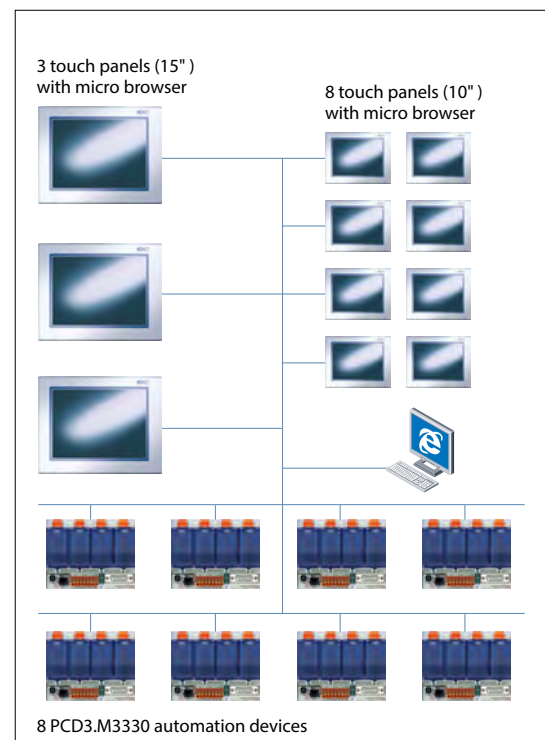 3 touch panels (15" )
with micro browser
8 touch panels (10" )
with micro browser
8 PCD3.M3330 automation devices